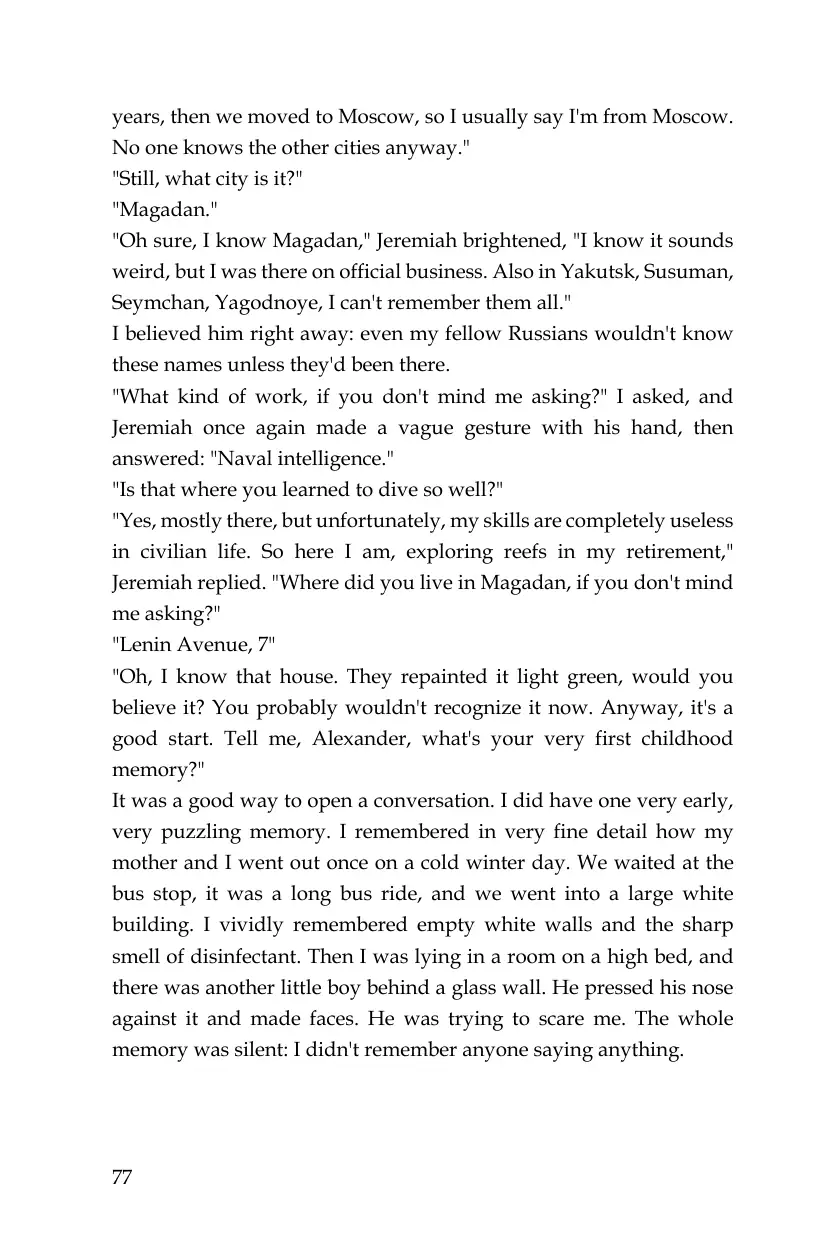 years, then we moved to Moscow, so I usually say I'm from Moscow.
No one knows the other cities anyway."
"Still, what city is it?"
"Magadan."
"Oh sure, I know Magadan," Jeremiah brightened, "I know it sounds
weird, but I was there on official business. Also in Yakutsk, Susuman,
Seymchan, Yagodnoye, I can't remember them all."
I believed him right away: even my fellow Russians wouldn't know
these names unless they'd been there.
"What kind of work, if you don't mind me asking?" I asked, and
Jeremiah once again made a vague gesture with his hand, then
answered: "Naval intelligence."
"Is that where you learned to dive so well?"
"Yes, mostly there, but unfortunately, my skills are completely useless
in civilian life. So here I am, exploring reefs in my retirement,"
Jeremiah replied. "Where did you live in Magadan, if you don't mind
me asking?"
"Lenin Avenue, 7"
"Oh, I know that house. They repainted it light green, would you
believe it? You probably wouldn't recognize it now. Anyway, it's a
good start. Tell me, Alexander, what's your very first childhood
memory?"
It was a good way to open a conversation. I did have one very early,
very puzzling memory. I remembered in very fine detail how my
mother and I went out once on a cold winter day. We waited at the
bus stop, it was a long bus ride, and we went into a large white
building. I vividly remembered empty white walls and the sharp
smell of disinfectant. Then I was lying in a room on a high bed, and
there was another little boy behind a glass wall. He pressed his nose
against it and made faces. He was trying to scare me. The whole
memory was silent: I didn't remember anyone saying anything.
77